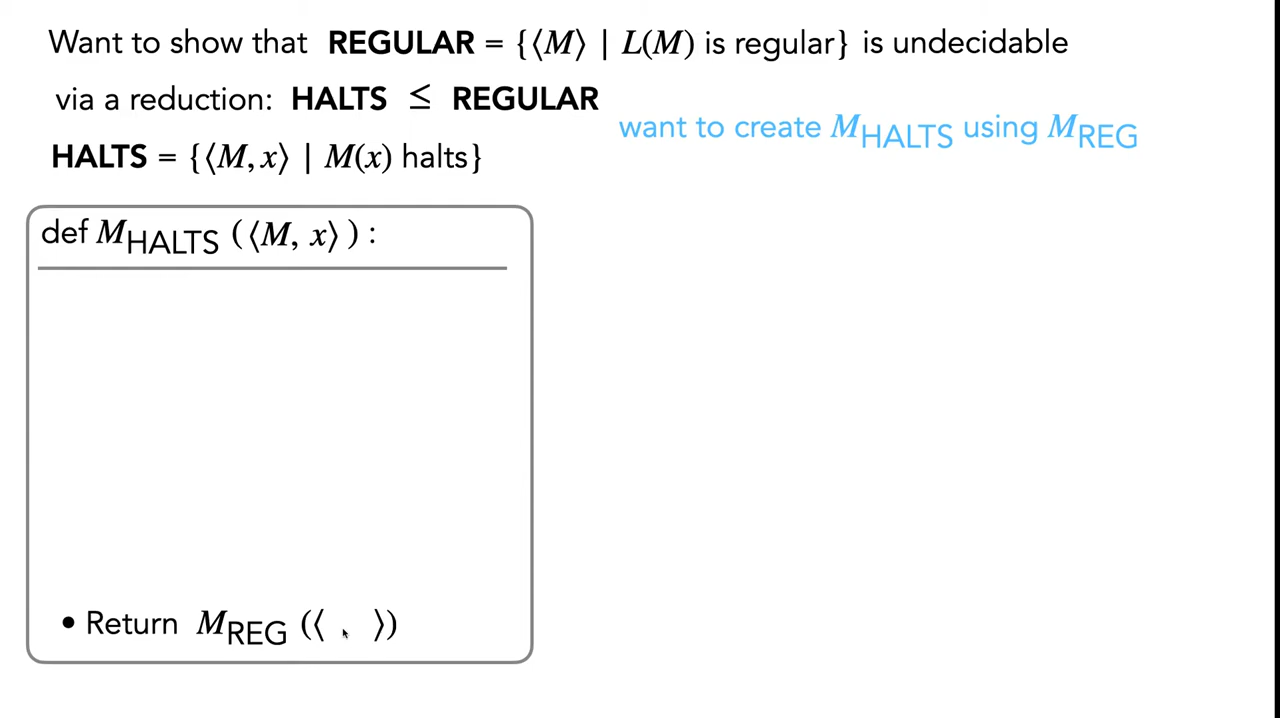 Want to show that REGULAR = {⟨M⟩ | L(M) is regular} is undecidable
via a reduction: HALTS ≤ REGULAR
want to create M_HALTS using M_REG
HALTS = {⟨M, x⟩ | M(x) halts}
def M_HALTS (⟨M, x⟩) :
• Return M_REG (⟨ . ⟩)